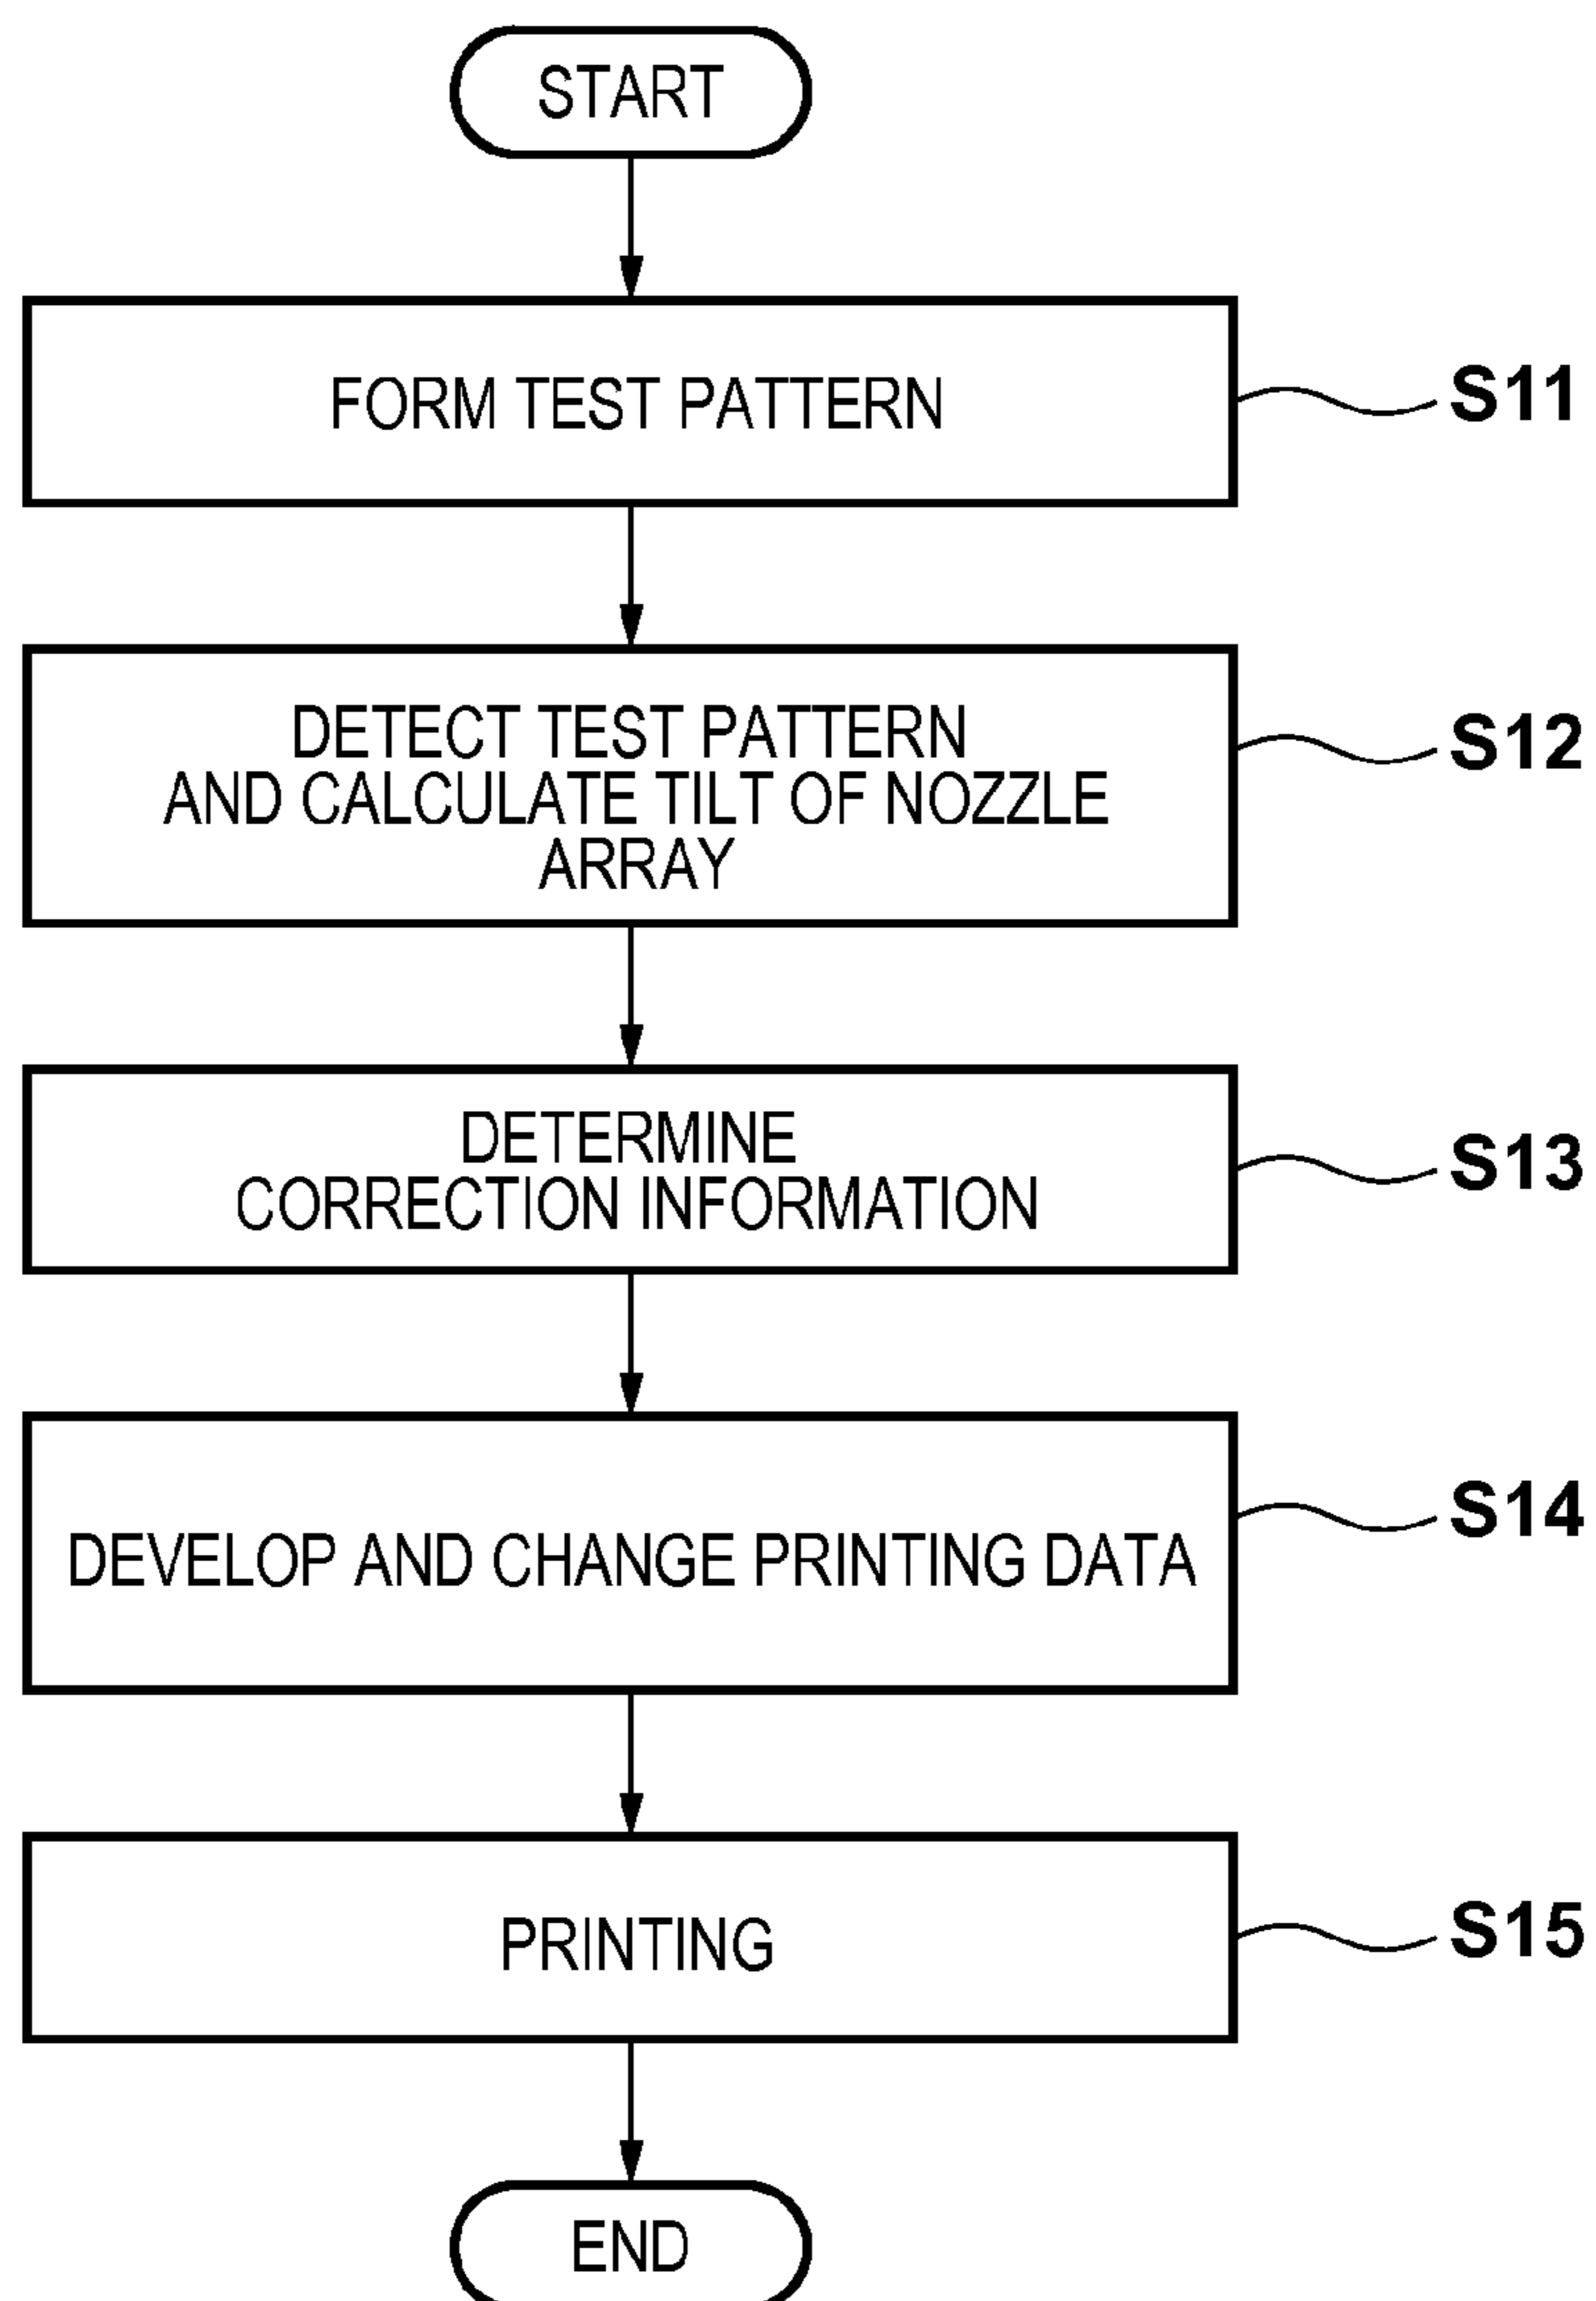 START
FORM TEST PATTERN
S11
DETECT TEST PATTERN
AND CALCULATE TILT OF NOZZLE
ARRAY
S12
DETERMINE
CORRECTION INFORMATION
S13
DEVELOP AND CHANGE PRINTING DATA
S14
PRINTING
S15
END